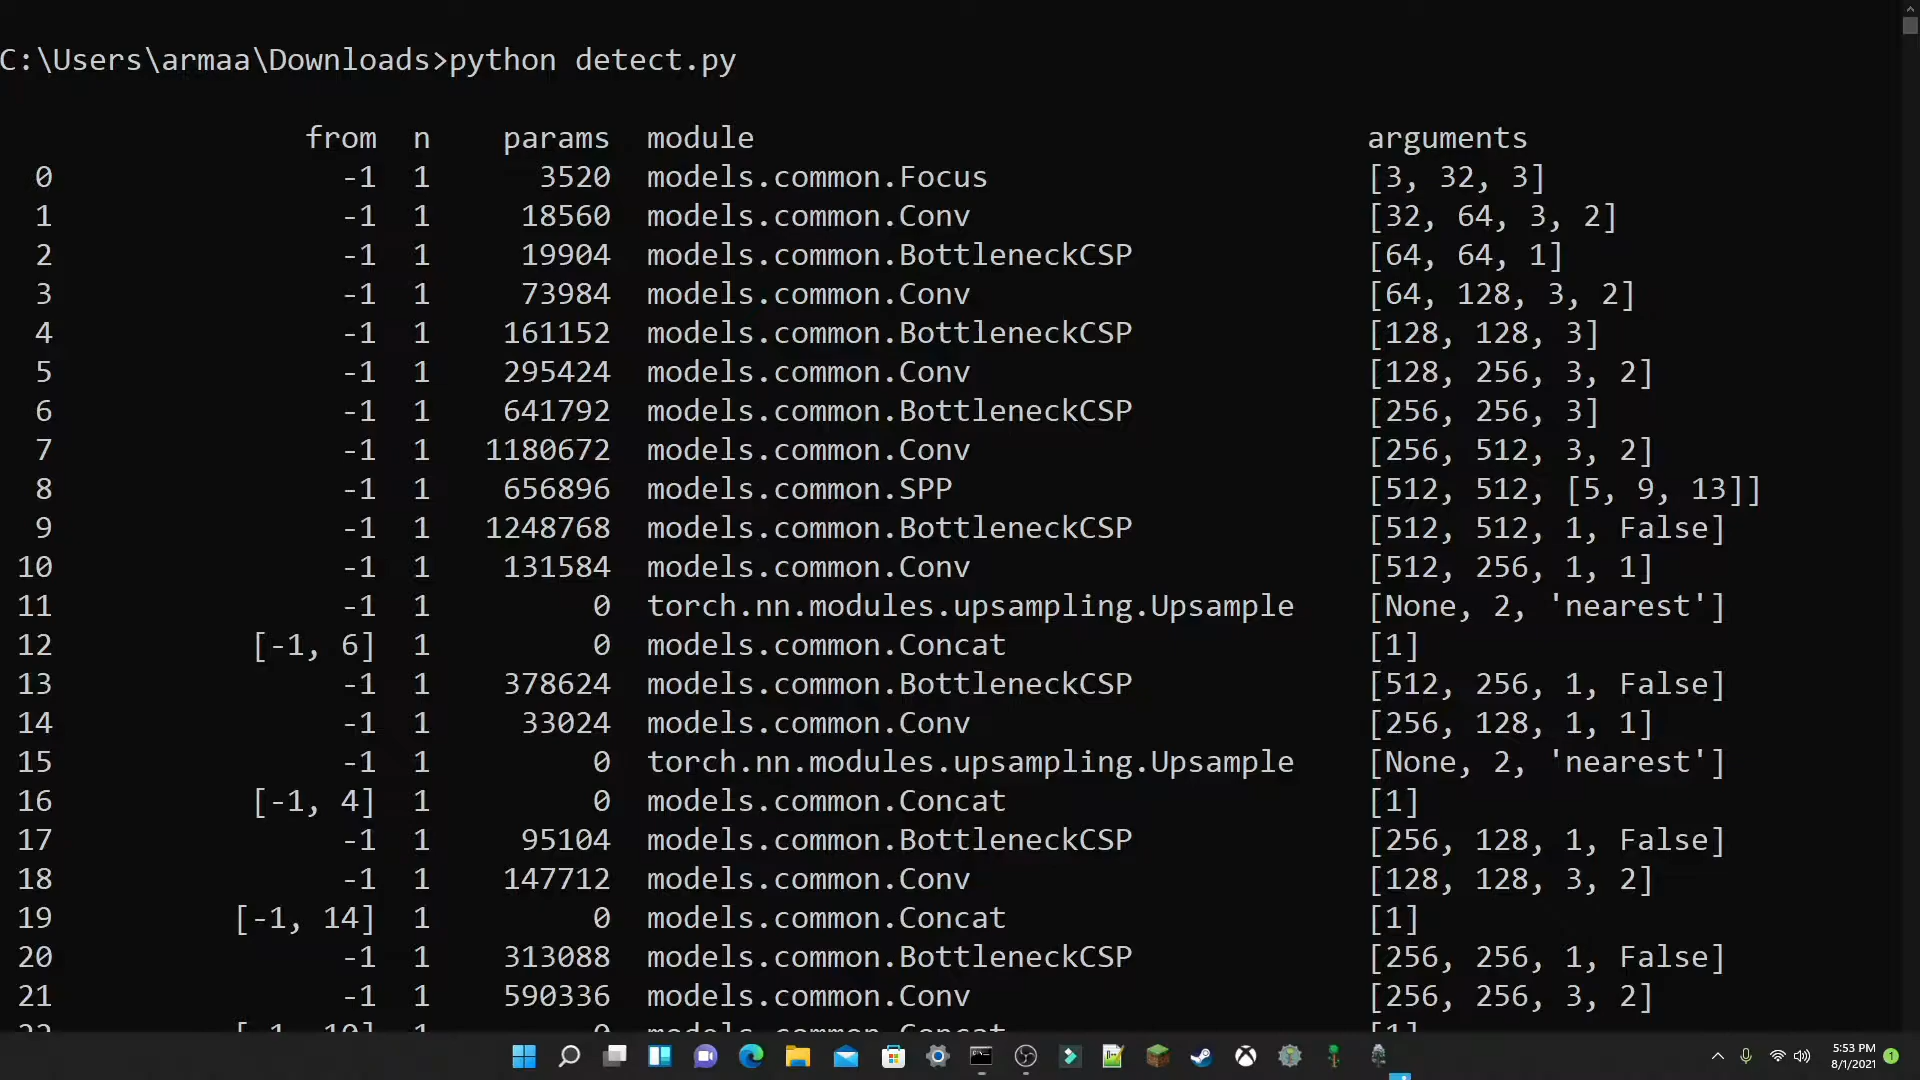 C:\Users\armaa\Downloads>python detect.py
from n params module arguments
0 -1 1 3520 models.common.Focus [3, 32, 3]
1 -1 1 18560 models.common.Conv [32, 64, 3, 2]
2 -1 1 19904 models.common.BottleneckCSP [64, 64, 1]
3 -1 1 73984 models.common.Conv [64, 128, 3, 2]
4 -1 1 161152 models.common.BottleneckCSP [128, 128, 3]
5 -1 1 295424 models.common.Conv [128, 256, 3, 2]
6 -1 1 641792 models.common.BottleneckCSP [256, 256, 3]
7 -1 1 1180672 models.common.Conv [256, 512, 3, 2]
8 -1 1 656896 models.common.SPP [512, 512, [5, 9, 13]]
9 -1 1 1248768 models.common.BottleneckCSP [512, 512, 1, False]
10 -1 1 131584 models.common.Conv [512, 256, 1, 1]
11 -1 1 0 torch.nn.modules.upsampling.Upsample [None, 2, 'nearest']
12 [-1, 6] 1 0 models.common.Concat [1]
13 -1 1 378624 models.common.BottleneckCSP [512, 256, 1, False]
14 -1 1 33024 models.common.Conv [256, 128, 1, 1]
15 -1 1 0 torch.nn.modules.upsampling.Upsample [None, 2, 'nearest']
16 [-1, 4] 1 0 models.common.Concat [1]
17 -1 1 95104 models.common.BottleneckCSP [256, 128, 1, False]
18 -1 1 147712 models.common.Conv [128, 128, 3, 2]
19 [-1, 14] 1 0 models.common.Concat [1]
20 -1 1 313088 models.common.BottleneckCSP [256, 256, 1, False]
21 -1 1 590336 models.common.Conv [256, 256, 3, 2]
22 [-1, 10] 1 0 models.common.Concat [1]
5:53 PM
8/1/2021
1